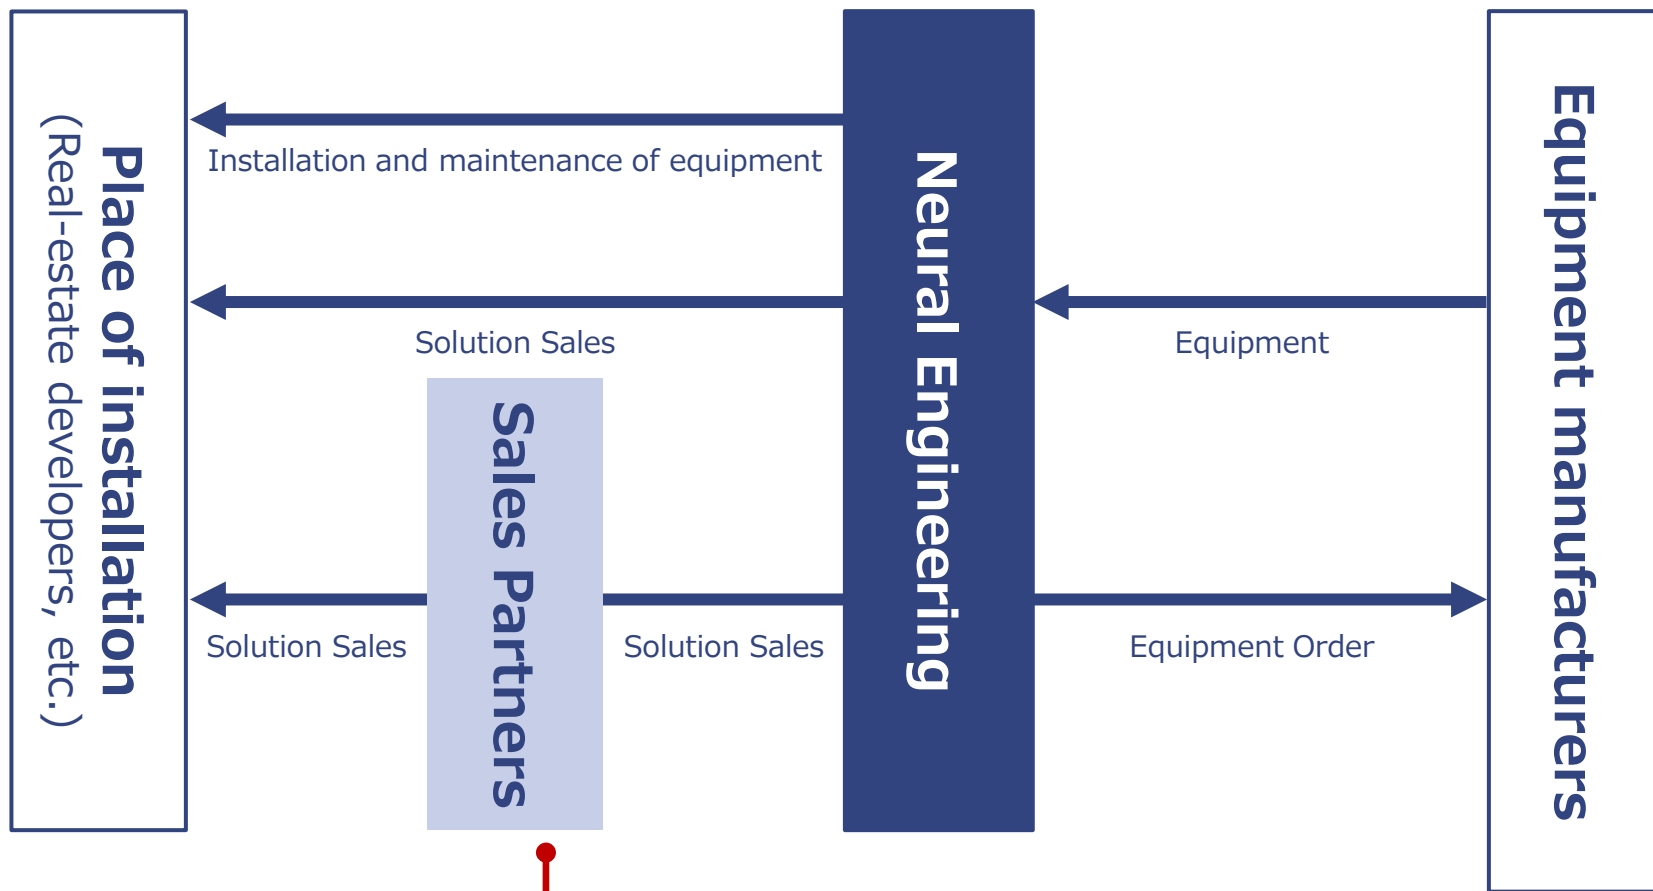 Place of installation
(Real-estate developers, etc.)
Installation and maintenance of equipment
Solution Sales
Sales Partners
Solution Sales
Solution Sales
Neural Engineering
Equipment
Equipment Order
Equipment manufacturers